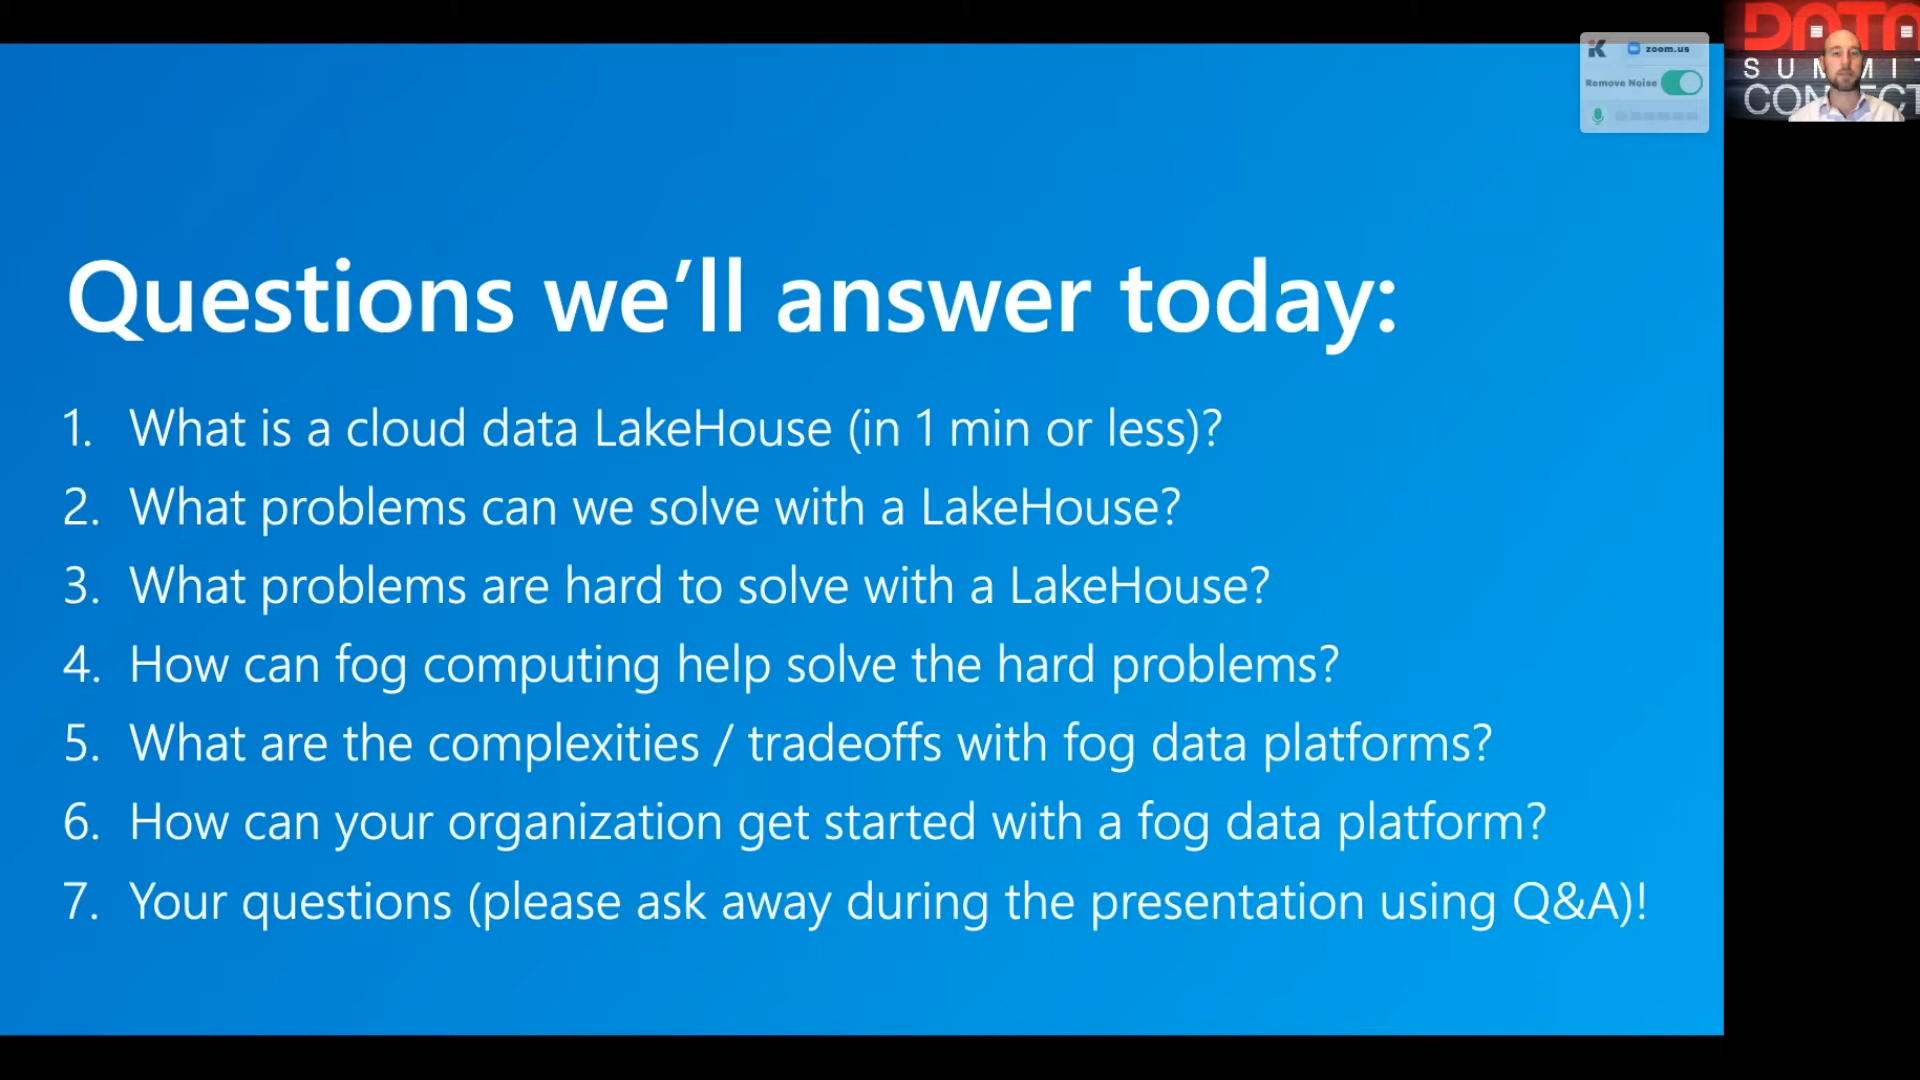 Questions we’ll answer today:
1. What is a cloud data LakeHouse (in 1 min or less)?
2. What problems can we solve with a LakeHouse?
3. What problems are hard to solve with a LakeHouse?
4. How can fog computing help solve the hard problems?
5. What are the complexities / tradeoffs with fog data platforms?
6. How can your organization get started with a fog data platform?
7. Your questions (please ask away during the presentation using Q&A)!
zoom.us
Remove Noise
DATA
SUMMIT